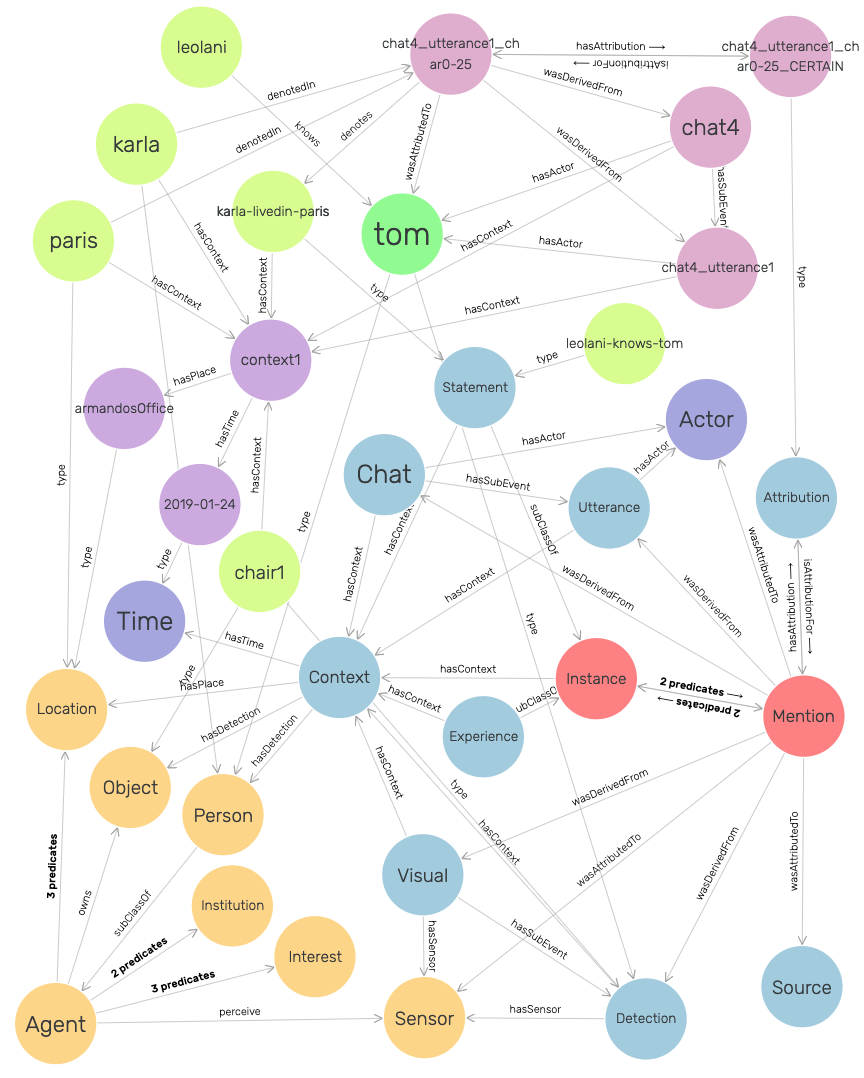 leolani
chat4_utterance1_ch
ar0-25
hasAttribution ⟶
isAttributionFor ⟶
chat4_utterance1_ch
ar0-25_CERTAIN
denotedIn
wasDerivedFrom
karla
knows
denotedIn
denotes
wasAttributedTo
chat4
wasDerivedFrom
hasActor
hasSubEvent
karla-livedin-paris
paris
tom
hasContext
hasContext
hasActor
chat4_utterance1
hasContext
hasContext
type
type
hasContext
leolani-knows-tom
context1
type
hasPlace
Statement
armandosOffice
hasTime
Actor
hasActor
hasContext
type
Chat
hasSubEvent
hasActor
Attribution
2019-01-24
Utterance
type
hasContext
subClassOf
type
type
chair1
hasContext
hasContext
wasDerivedFrom
wasAttributedTo
wasDerivedFrom
hasAttribution ⟶
isAttributionFor ⟶
Time
hasTime
type
type
hasContext
Context
Instance
2 predicates ⟶
2 predicates ⟶
hasPlace
Location
hasContext
ubClassO
Mention
hasDetection
hasDetection
Experience
Object
Person
hasContext
type
wasDerivedFrom
hasContext
wasAttributedTo
wasDerivedFrom
wasAttributedTo
3 predicates
owns
subClassOf
Visual
Institution
2 predicates
hasSensor
hasSubEvent
Interest
3 predicates
Source
Agent
perceive
Sensor
hasSensor
Detection